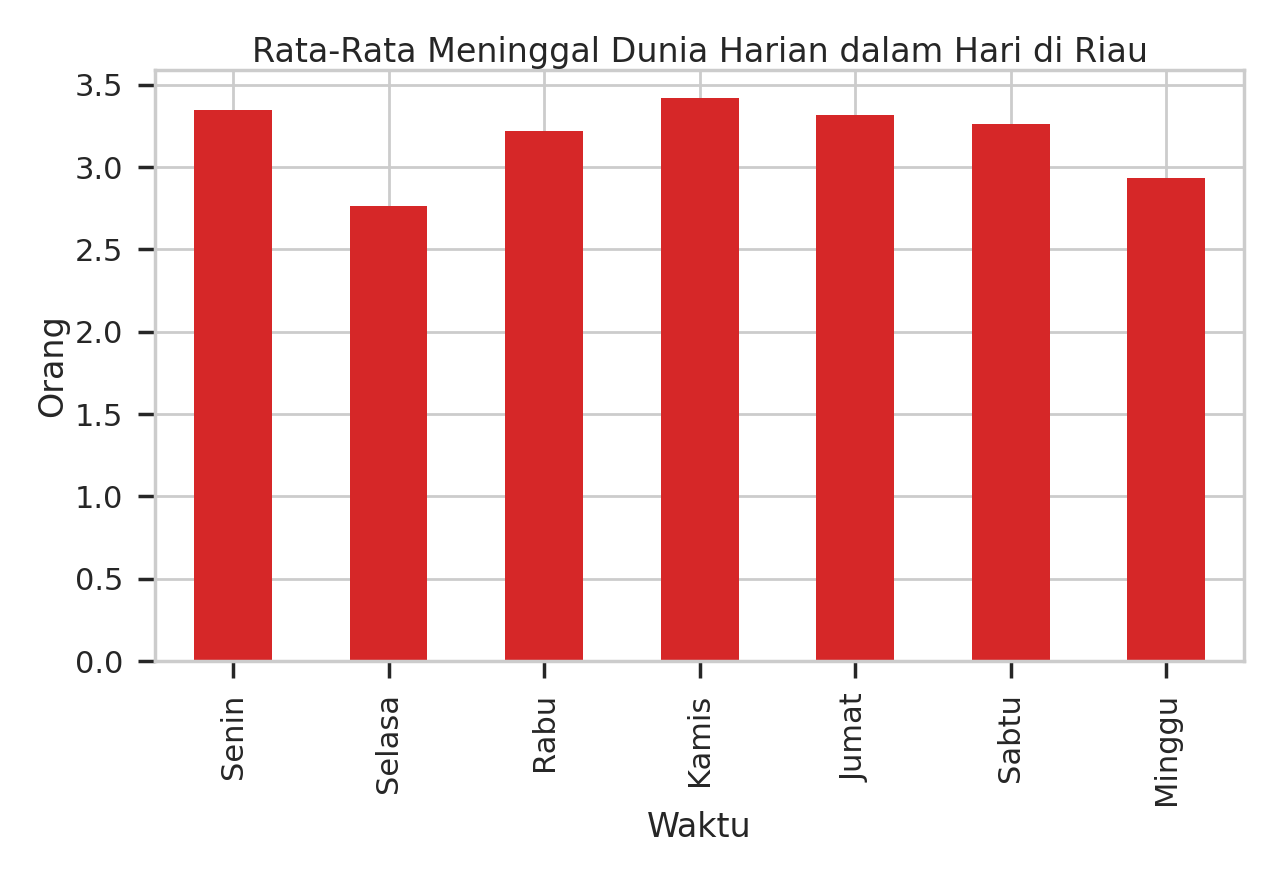 Rata-Rata Meninggal Dunia Harian dalam Hari di Riau
3.5
3.0
2.5
2.0
1.5
1.0
0.5
0.0
Orang
Senin
Selasa
Rabu
Kamis
Jumat
Sabtu
Minggu
Waktu